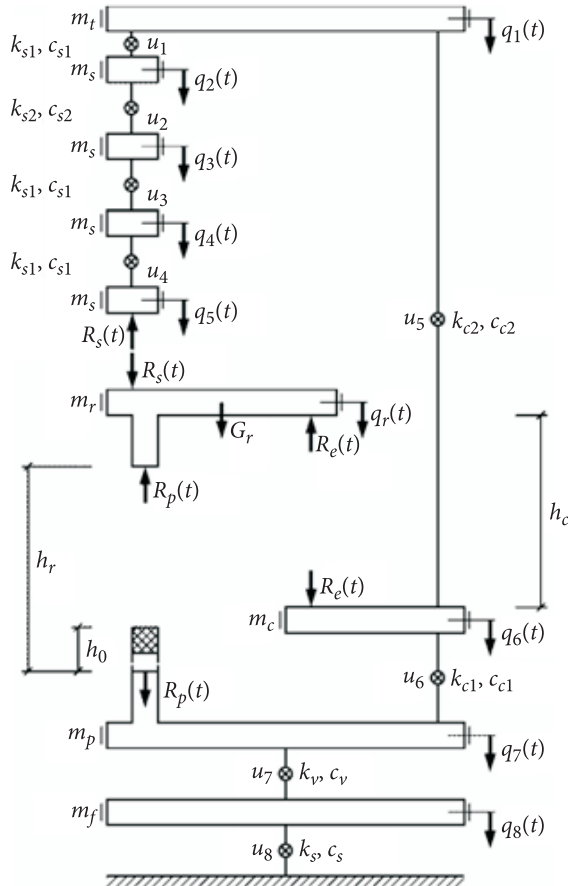 m_t
q_1(t)
k_{s1}, c_{s1}
u_1
m_s
q_2(t)
k_{s2}, c_{s2}
u_2
m_s
q_3(t)
k_{s1}, c_{s1}
u_3
m_s
q_4(t)
k_{s1}, c_{s1}
u_4
m_s
q_5(t)
R_s(t)
u_5
k_{c2}, c_{c2}
R_s(t)
m_r
q_r(t)
G_r
R_e(t)
R_p(t)
h_c
h_r
R_e(t)
m_c
q_6(t)
h_0
R_p(t)
u_6
k_{c1}, c_{c1}
m_p
q_7(t)
u_7
k_v, c_v
m_f
q_8(t)
u_8
k_s, c_s